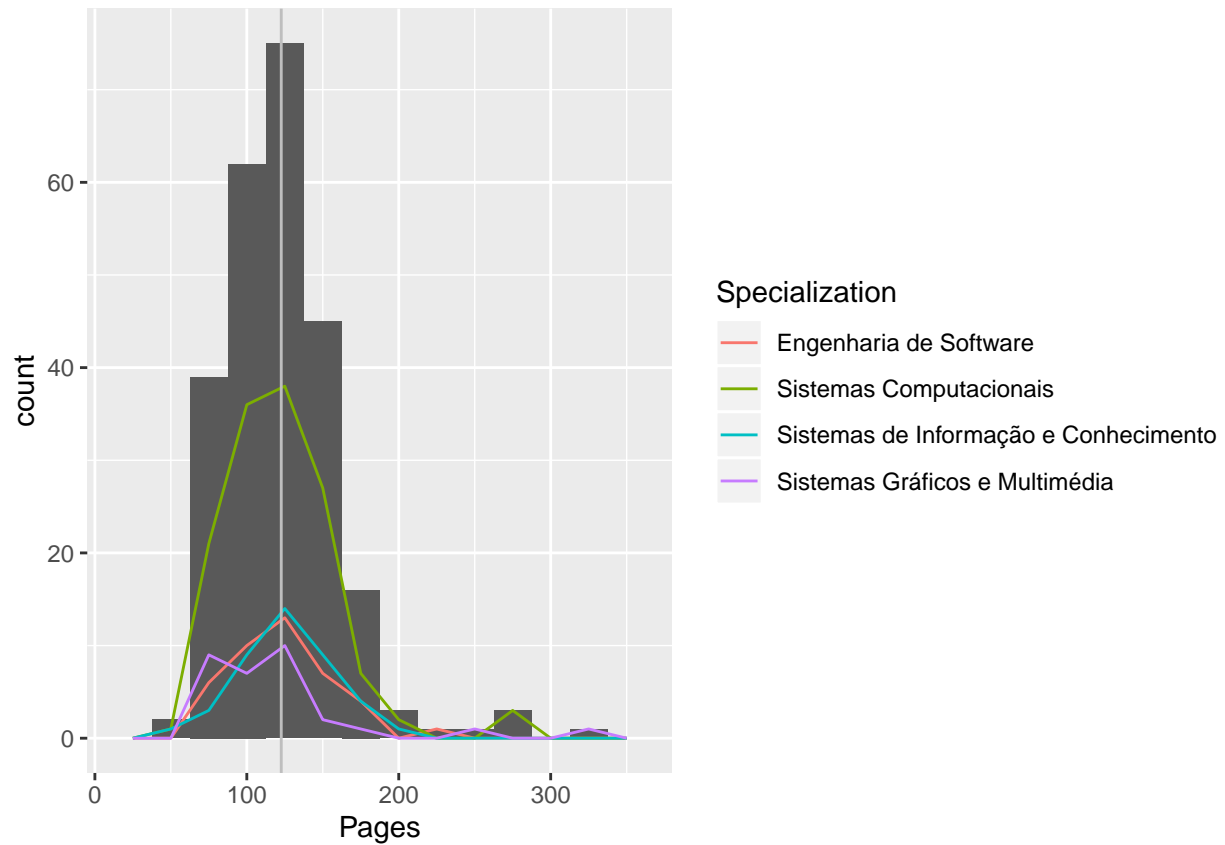 60
40
20
0
count
0 100 200 300
Pages
Specialization
Engenharia de Software
Sistemas Computacionais
Sistemas de Informação e Conhecimento
Sistemas Gráficos e Multimédia